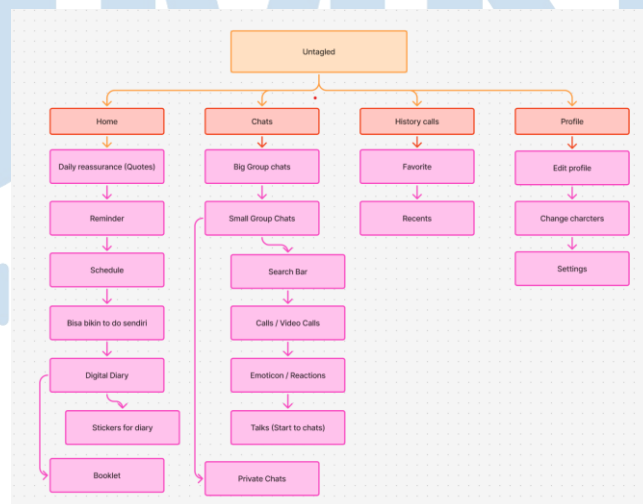 Untagled
Home
Chats
History calls
Profile
Daily reassurance (Quotes)
Big Group chats
Favorite
Edit profile
Reminder
Small Group Chats
Recents
Change charcters
Schedule
Search Bar
Settings
Bisa bikin to do sendiri
Calls / Video Calls
Digital Diary
Emoticon / Reactions
Stickers for diary
Talks (Start to chats)
Booklet
Private Chats